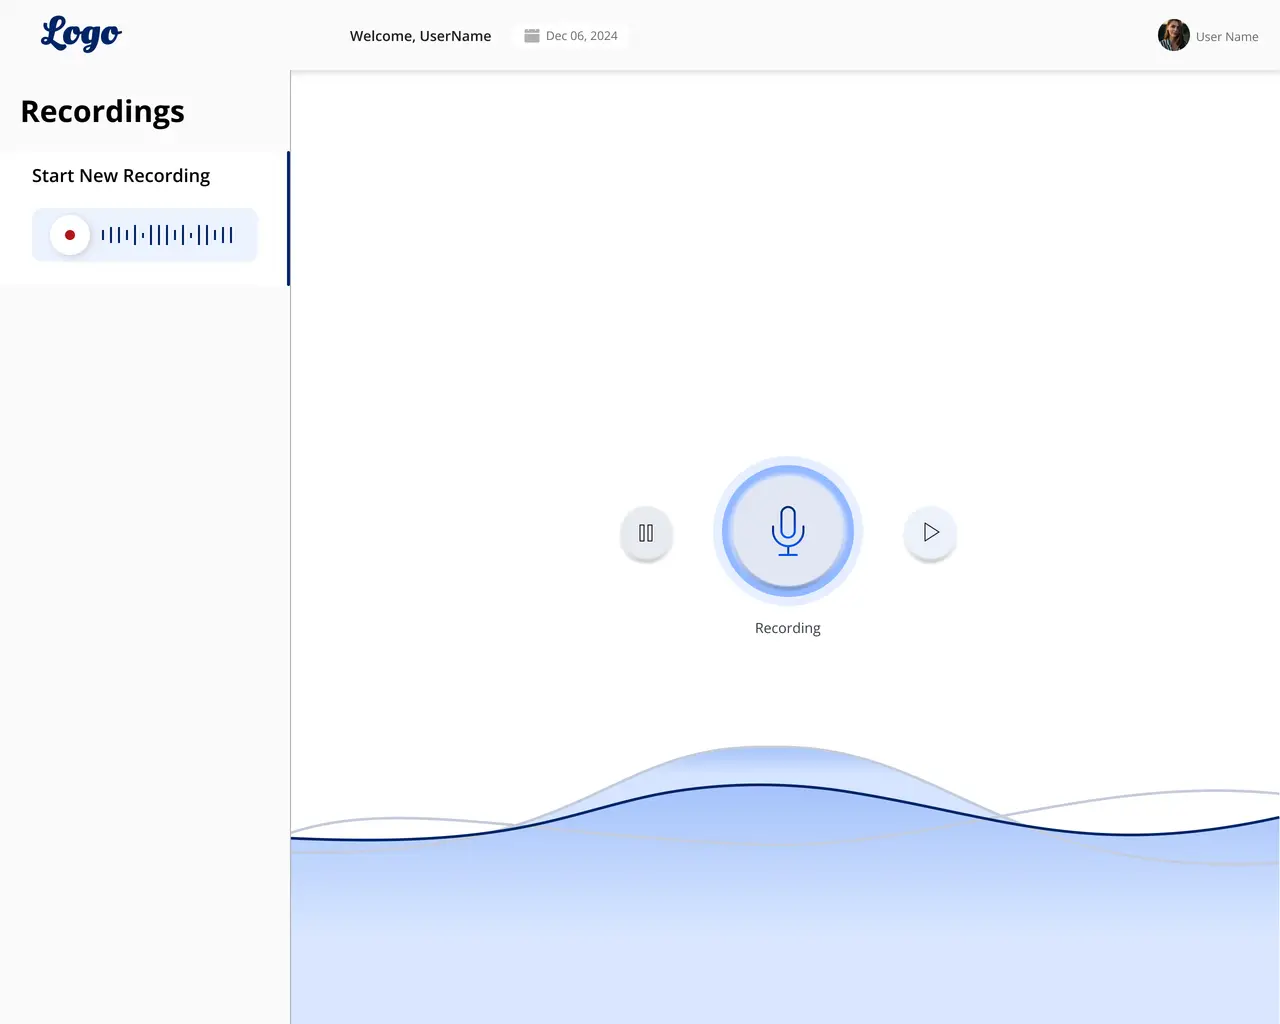 Logo
Welcome, UserName
Dec 06, 2024
User Name
Recordings
Start New Recording
Recording